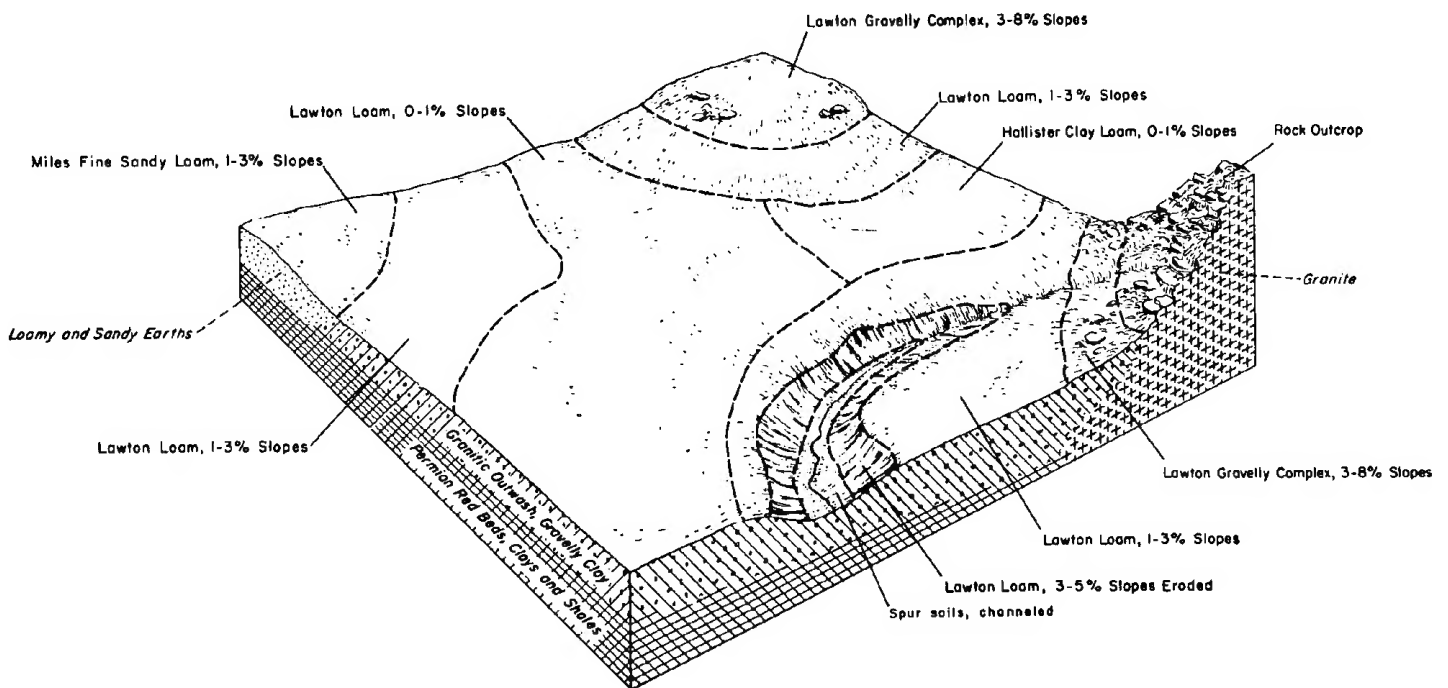 Lawton Gravelly Complex, 3-8% Slopes
Lawton Loam, 0-1% Slopes
Lawton Loam, 1-3% Slopes
Hollister Clay Loam, 0-1% Slopes
Rock Outcrop
Miles Fine Sandy Loam, 1-3% Slopes
Granite
Loamy and Sandy Earths
Lawton Loam, 1-3% Slopes
Granitic Outwash, Gravelly Clay
Permian Red Beds, Clays and Shales
Lawton Gravelly Complex, 3-8% Slopes
Lawton Loam, 1-3% Slopes
Lawton Loam, 3-5% Slopes Eroded
Spur soils, channeled